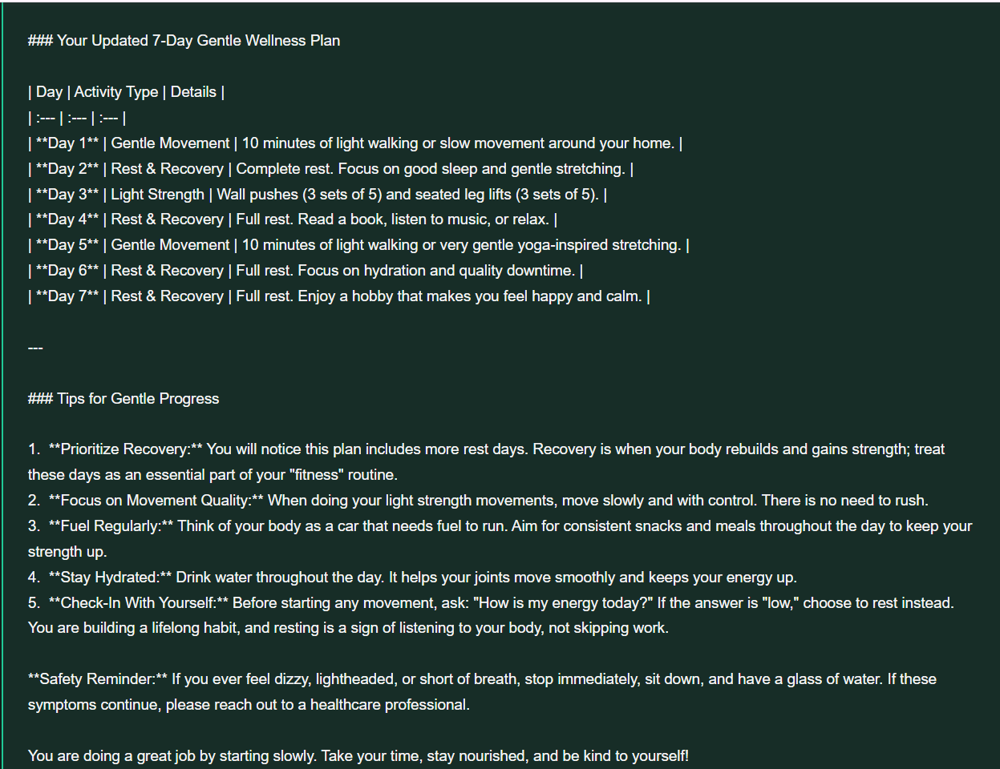 ### Your Updated 7-Day Gentle Wellness Plan
| Day | Activity Type | Details |
| :--- | :--- | :--- |
| **Day 1** | Gentle Movement | 10 minutes of light walking or slow movement around your home. |
| **Day 2** | Rest & Recovery | Complete rest. Focus on good sleep and gentle stretching. |
| **Day 3** | Light Strength | Wall pushes (3 sets of 5) and seated leg lifts (3 sets of 5). |
| **Day 4** | Rest & Recovery | Full rest. Read a book, listen to music, or relax. |
| **Day 5** | Gentle Movement | 10 minutes of light walking or very gentle yoga-inspired stretching. |
| **Day 6** | Rest & Recovery | Full rest. Focus on hydration and quality downtime. |
| **Day 7** | Rest & Recovery | Full rest. Enjoy a hobby that makes you feel happy and calm. |
---
### Tips for Gentle Progress
1.  **Prioritize Recovery:** You will notice this plan includes more rest days. Recovery is when your body rebuilds and gains strength; treat
these days as an essential part of your "fitness" routine.
2.  **Focus on Movement Quality:** When doing your light strength movements, move slowly and with control. There is no need to rush.
3.  **Fuel Regularly:** Think of your body as a car that needs fuel to run. Aim for consistent snacks and meals throughout the day to keep your
strength up.
4.  **Stay Hydrated:** Drink water throughout the day. It helps your joints move smoothly and keeps your energy up.
5.  **Check-In With Yourself:** Before starting any movement, ask: "How is my energy today?" If the answer is "low," choose to rest instead.
You are building a lifelong habit, and resting is a sign of listening to your body, not skipping work.
**Safety Reminder:** If you ever feel dizzy, lightheaded, or short of breath, stop immediately, sit down, and have a glass of water. If these
symptoms continue, please reach out to a healthcare professional.
You are doing a great job by starting slowly. Take your time, stay nourished, and be kind to yourself!